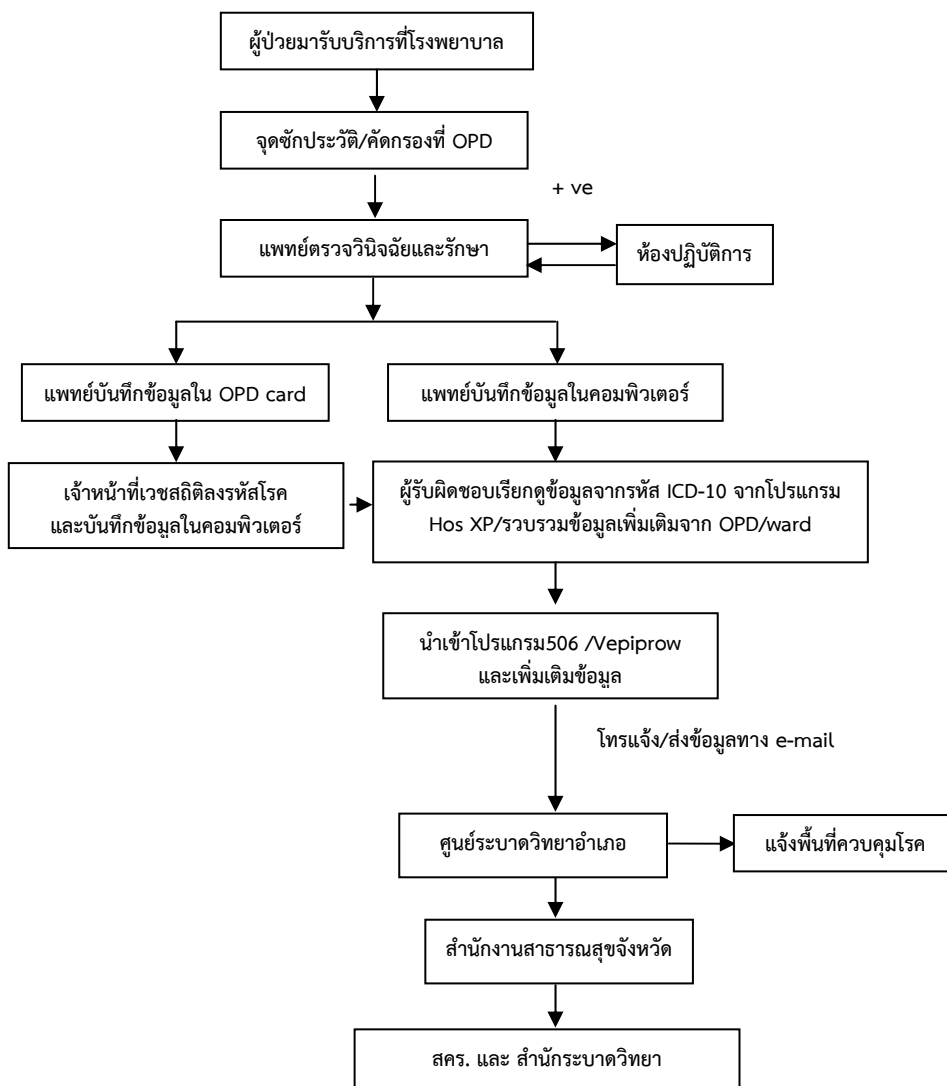 ผู้ป่วยมารับบริการที่โรงพยาบาล
จุดซักประวัติ/คัดกรองที่ OPD
+ ve
แพทย์ตรวจวินิจฉัยและรักษา
ห้องปฏิบัติการ
แพทย์บันทึกข้อมูลใน OPD card
แพทย์บันทึกข้อมูลในคอมพิวเตอร์
เจ้าหน้าที่เวชสถิติลงรหัสโรค
และบันทึกข้อมูลในคอมพิวเตอร์
ผู้รับผิดชอบเรียกดูข้อมูลจากรหัส ICD-10 จากโปรแกรม
Hos XP/รวบรวมข้อมูลเพิ่มเติมจาก OPD/ward
นำเข้าโปรแกรม506 /Vepiprow
และเพิ่มเติมข้อมูล
โทรแจ้ง/ส่งข้อมูลทาง e-mail
ศูนย์ระบาดวิทยาอำเภอ
แจ้งพื้นที่ควบคุมโรค
สำนักงานสาธารณสุขจังหวัด
สคร. และ สำนักระบาดวิทยา